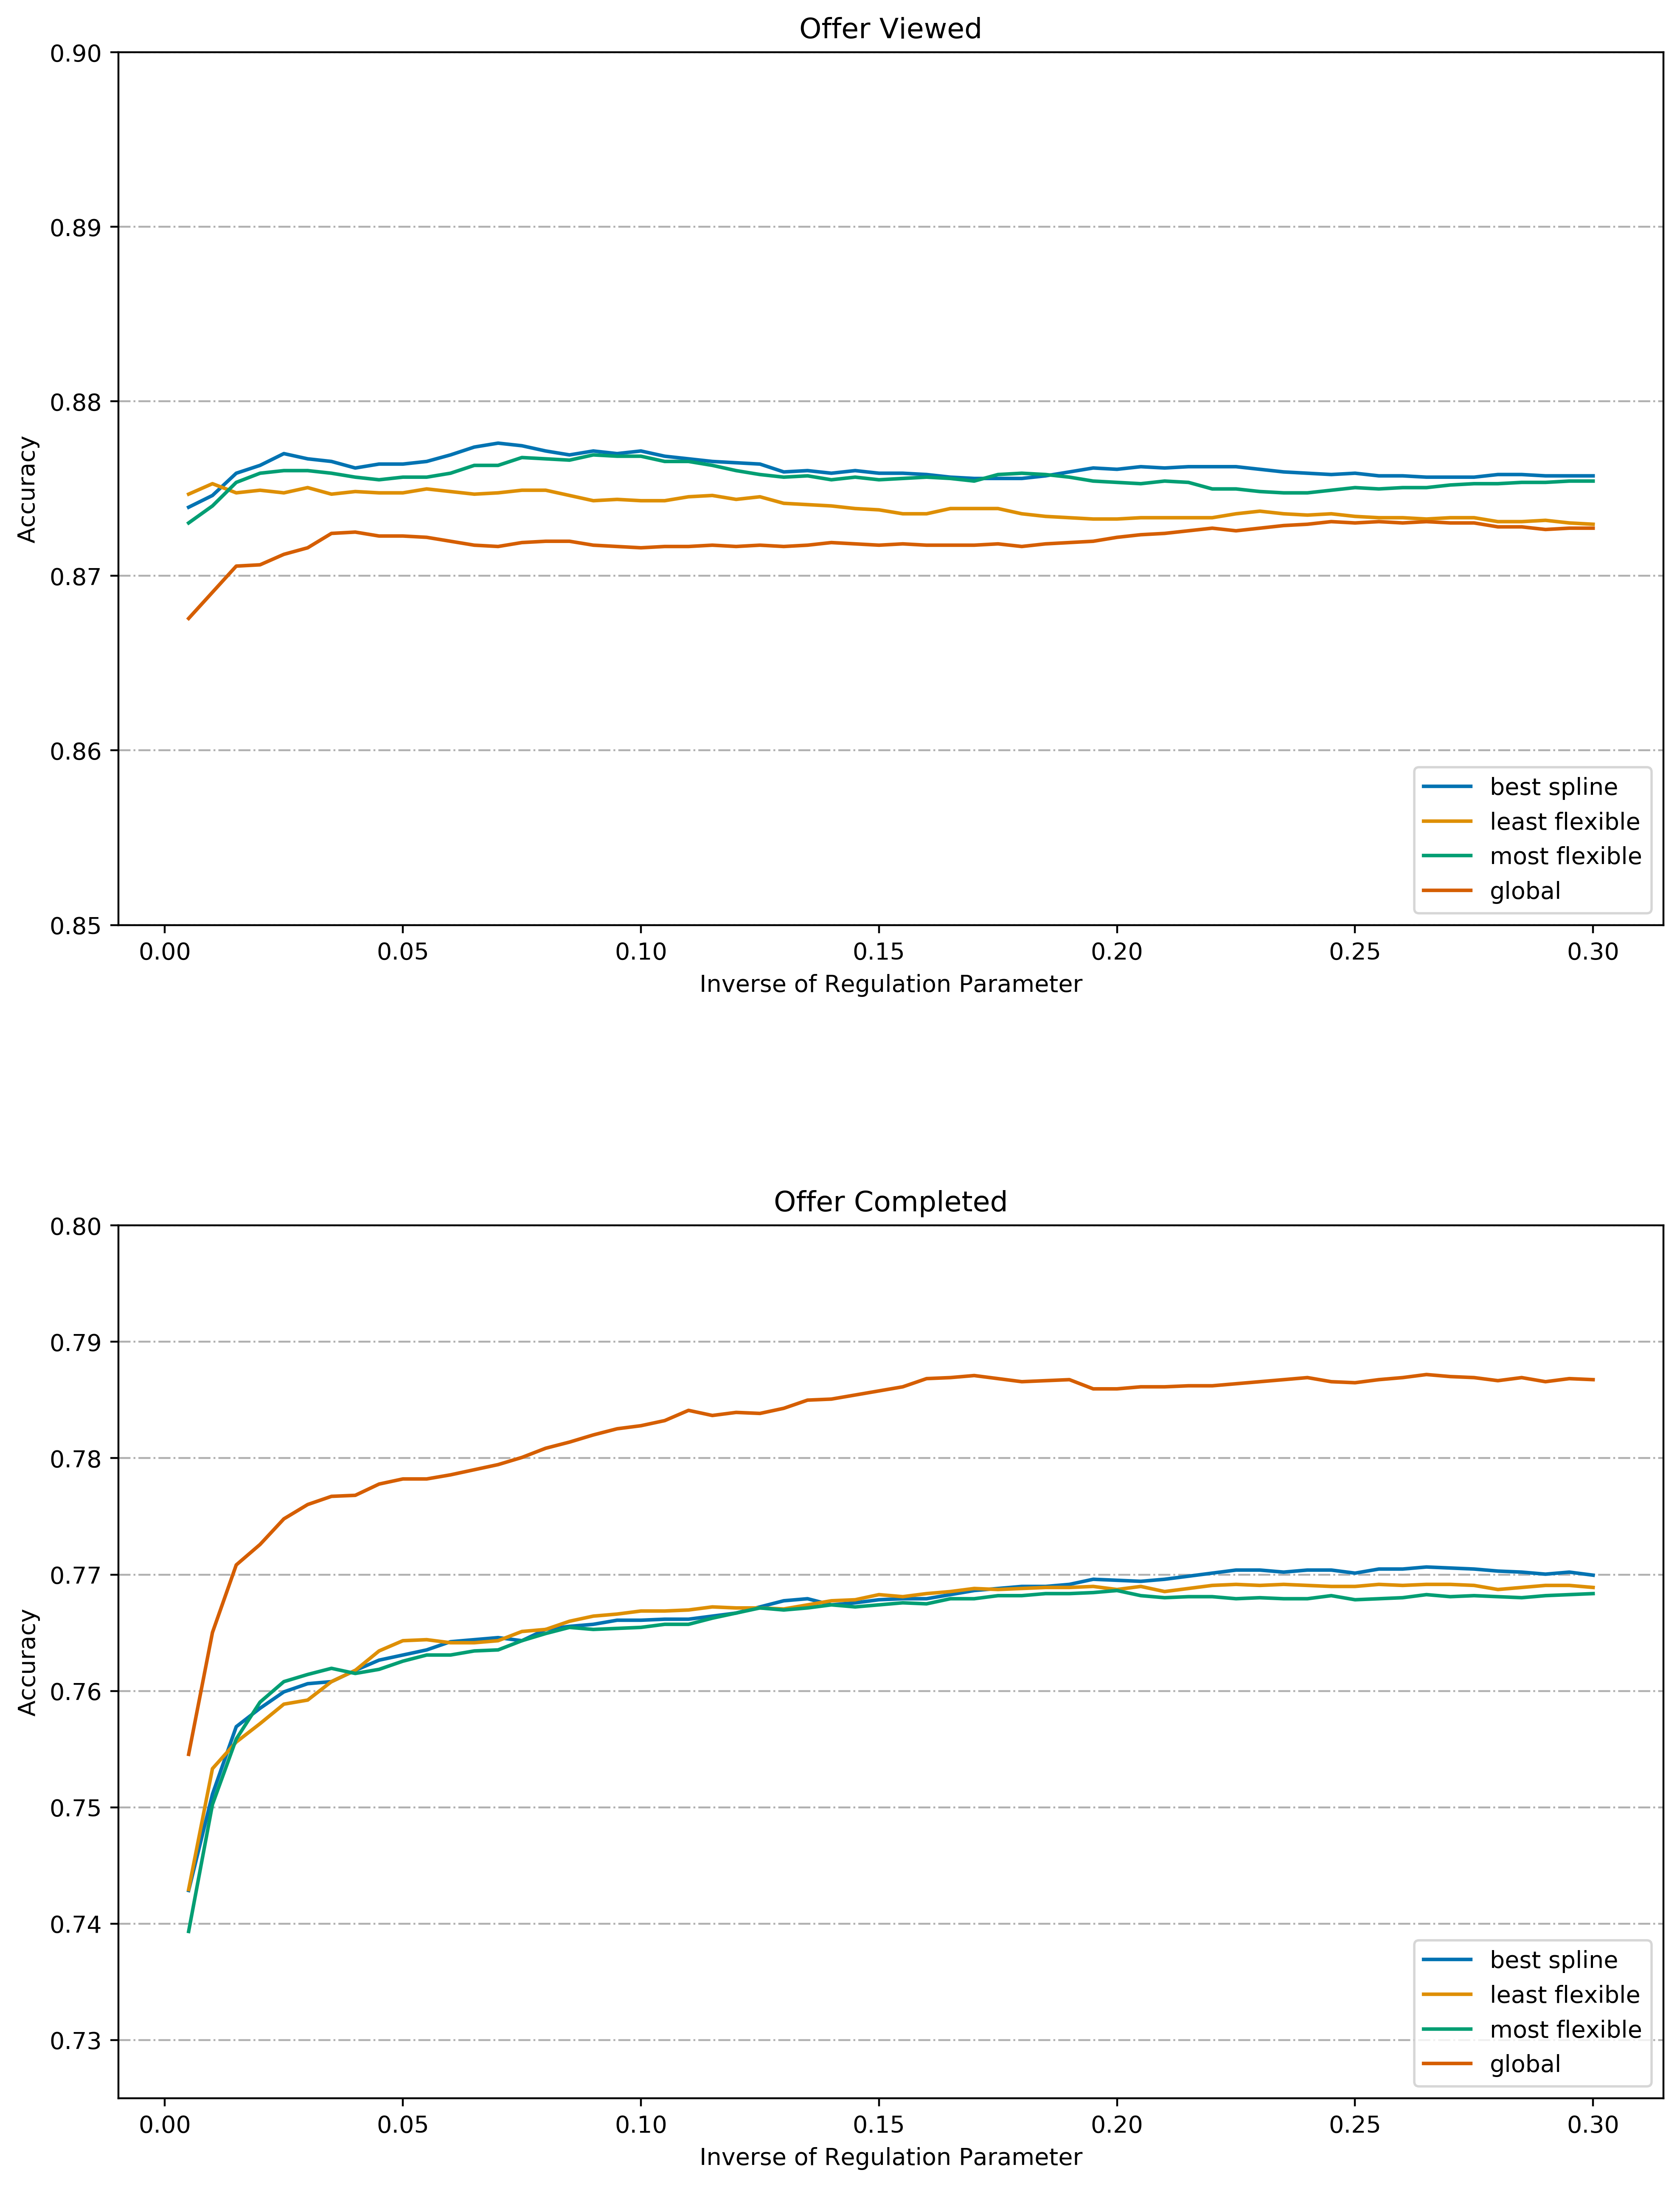 Offer Viewed
0.90
0.89
0.88
0.87
0.86
0.85
Accuracy
best spline
least flexible
most flexible
global
0.00 0.05 0.10 0.15 0.20 0.25 0.30
Inverse of Regulation Parameter
Offer Completed
0.80
0.79
0.78
0.77
0.76
0.75
0.74
0.73
Accuracy
best spline
least flexible
most flexible
global
0.00 0.05 0.10 0.15 0.20 0.25 0.30
Inverse of Regulation Parameter